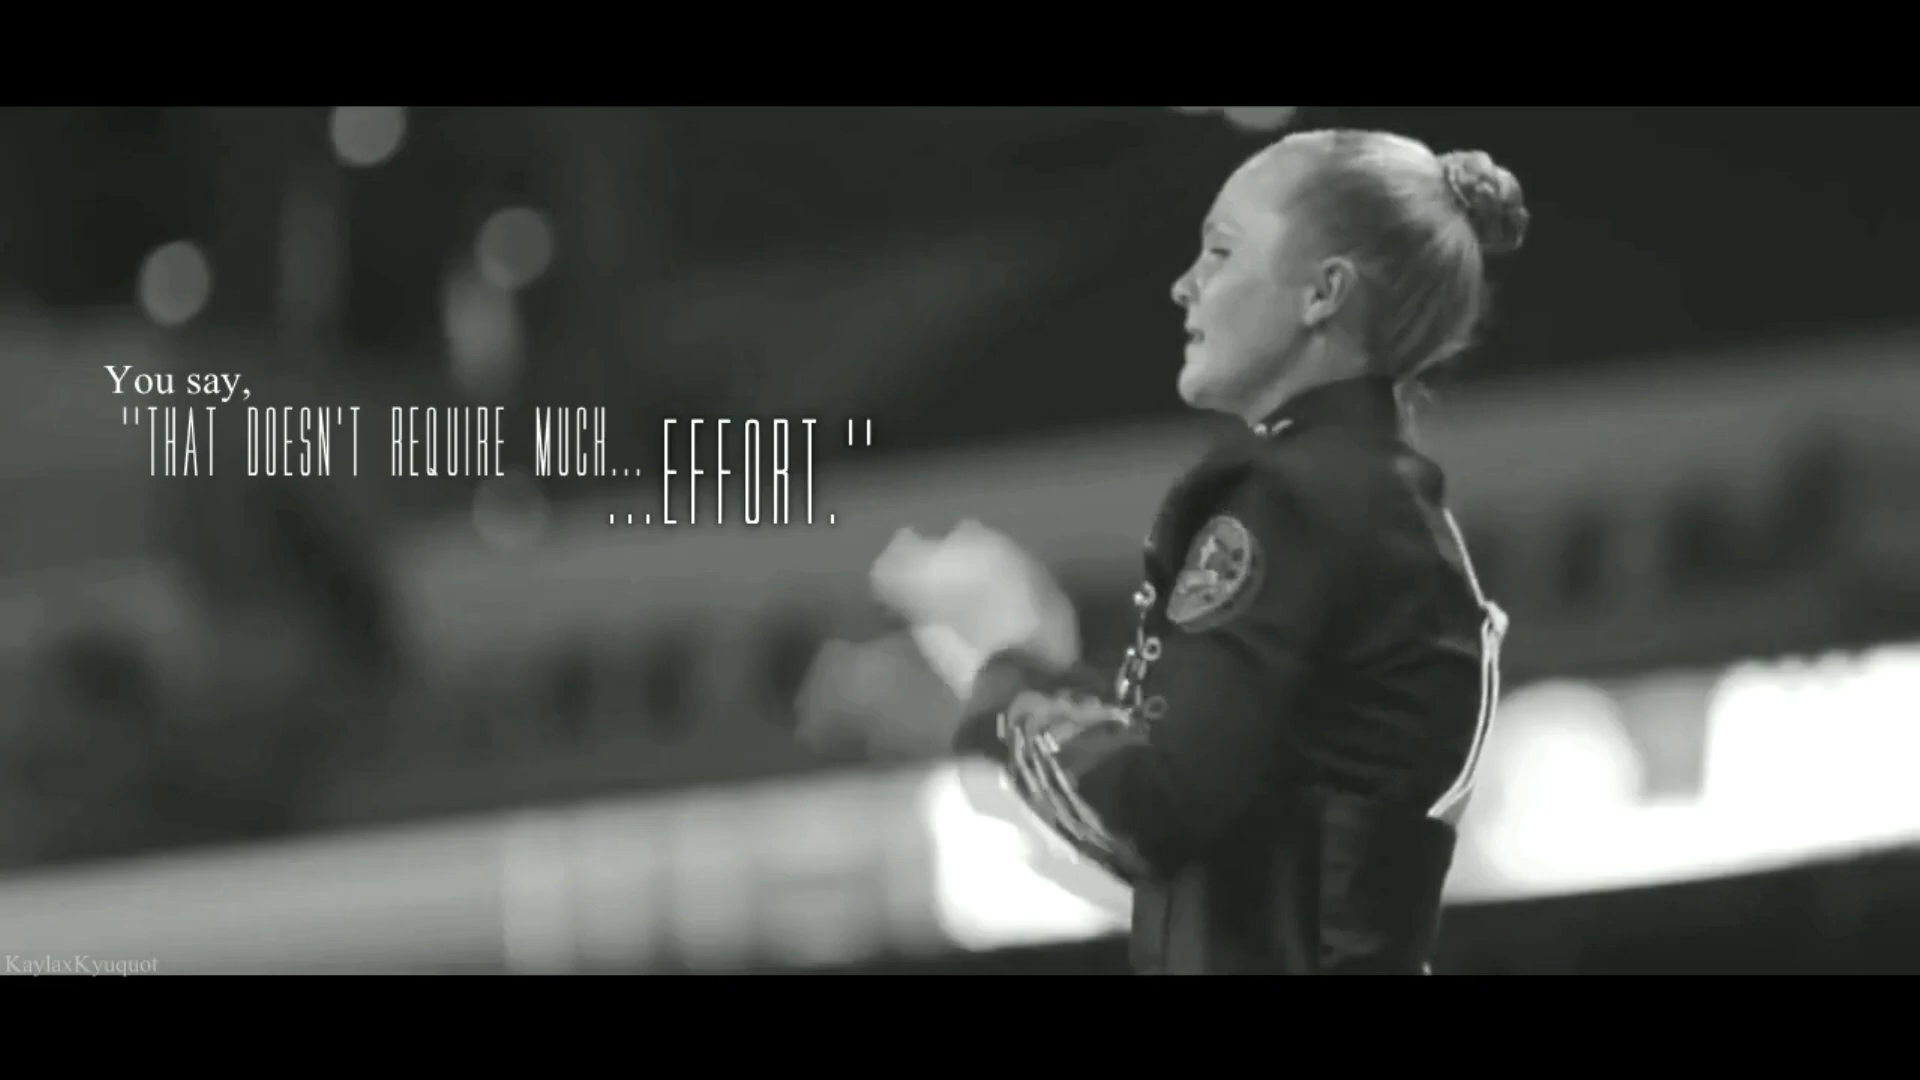 You say,
"THAT DOESN'T REQUIRE MUCH...
...EFFORT."
KaylaxKyuquot